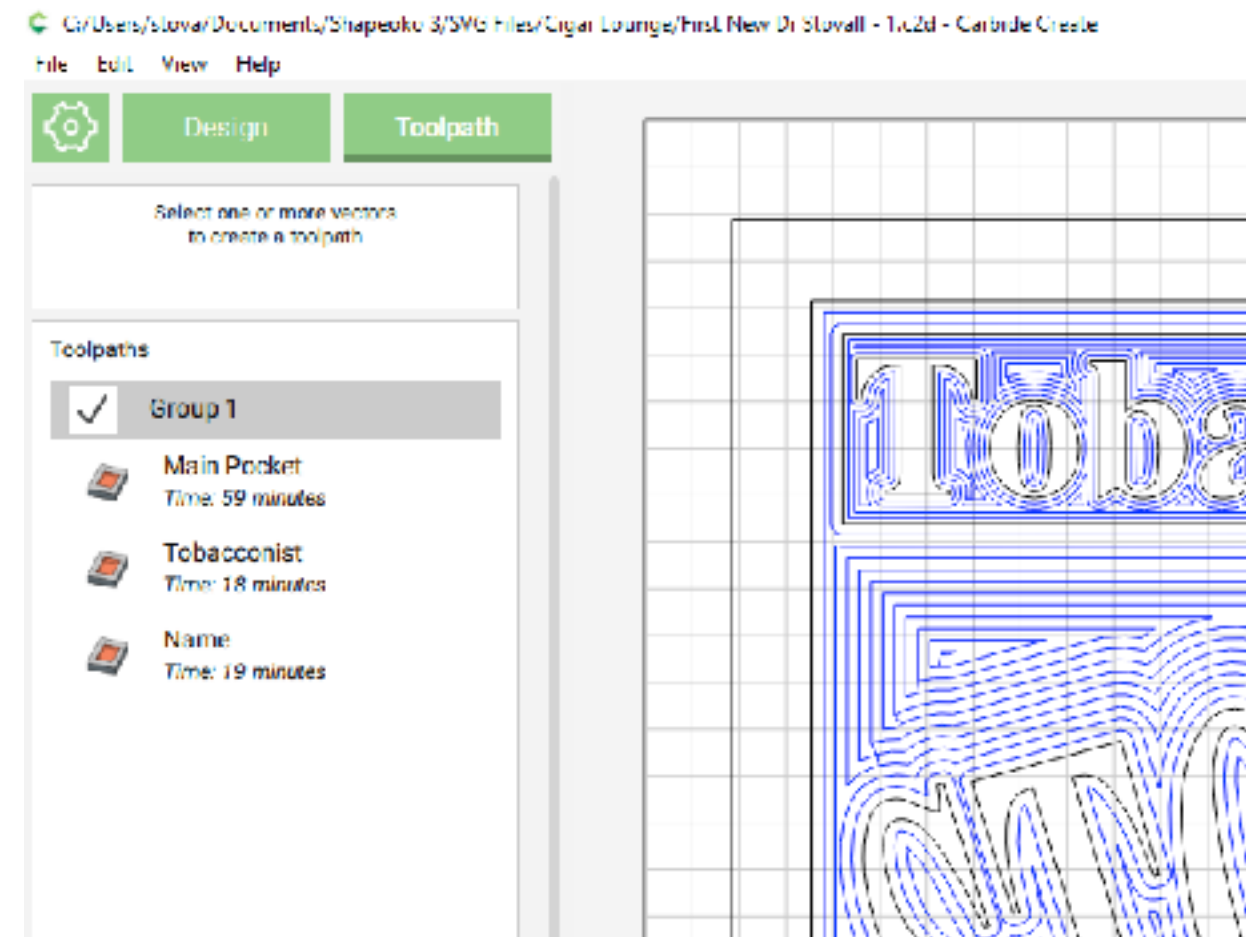 C:/Users/stova/Documents/Shapeoko 3/SVG Files/Cigar Lounge/First New Dr Stovall - 1.c2d - Carbide Create
File Edit View Help
Design Toolpath
Select one or more vectors
to create a toolpath
Toolpaths
Group 1
Main Pocket
Time: 59 minutes
Tobacconist
Time: 18 minutes
Name
Time: 19 minutes
Toba